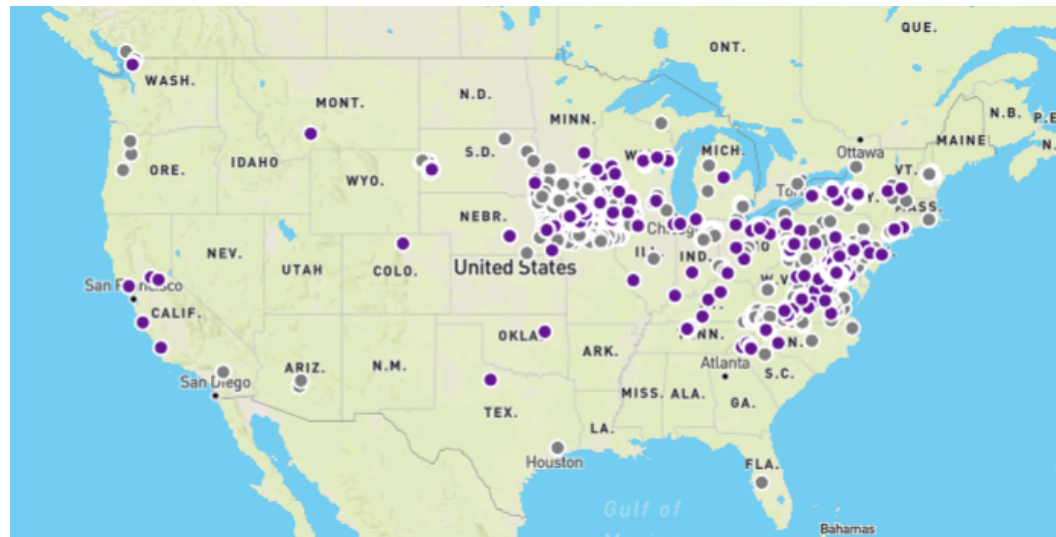 QUE.
ONT.
WASH.
N.D.
MONT.
MINN.
N.B.
P.E
MAINE
Ottawa
S.D.
MICH.
VT.
N.
ORE.
IDAHO
WYO.
MASS.
NEBR.
NEV.
UTAH
COLO.
ILL.
IND.
United States
San Francisco
CALIF.
OKLA.
ARK.
ARIZ.
N.M.
Atlanta
S.C.
San Diego
MISS.
ALA.
GA.
TEX.
LA.
Houston
FLA.
Gulf of
Bahamas